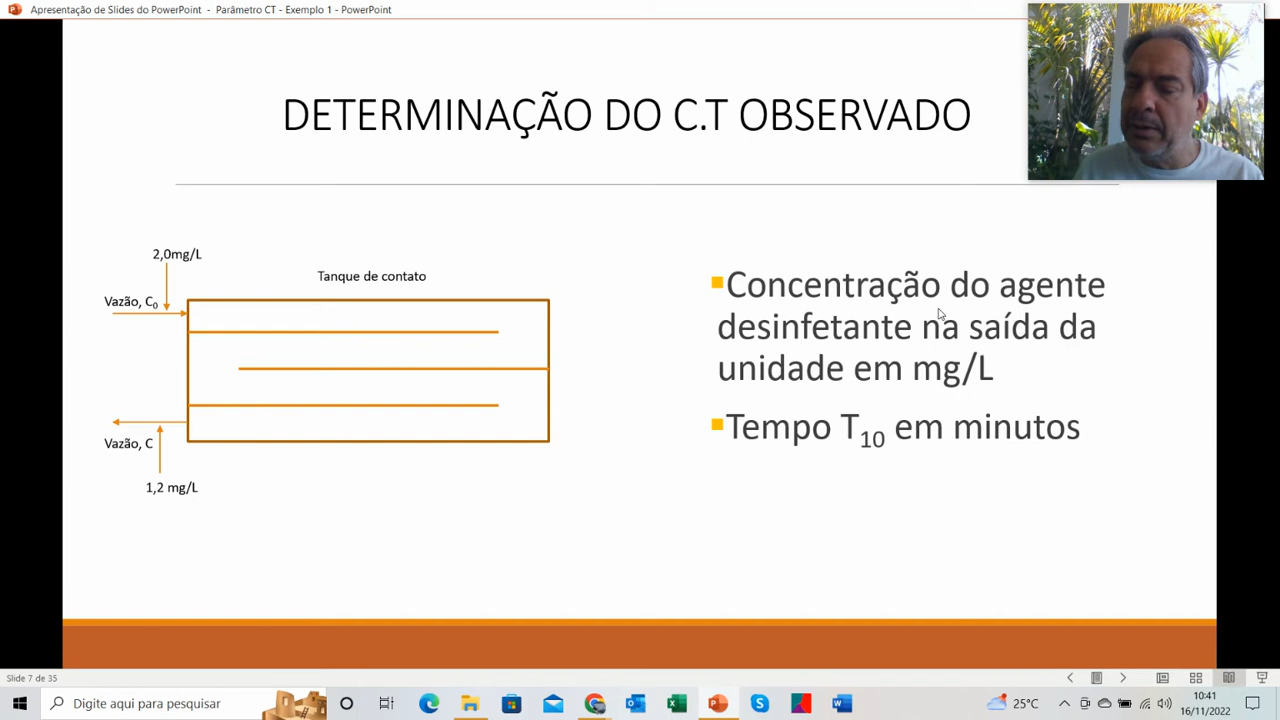 Apresentação de Slides do PowerPoint - Parâmetro CT - Exemplo 1 - PowerPoint
DETERMINAÇÃO DO C.T OBSERVADO
2,0mg/L
Tanque de contato
Vazão, C₀
Vazão, C
1,2 mg/L
Concentração do agente
desinfetante na saída da
unidade em mg/L
Tempo T₁₀ em minutos
Slide 7 de 35
Digite aqui para pesquisar
25°C
10:41
16/11/2022